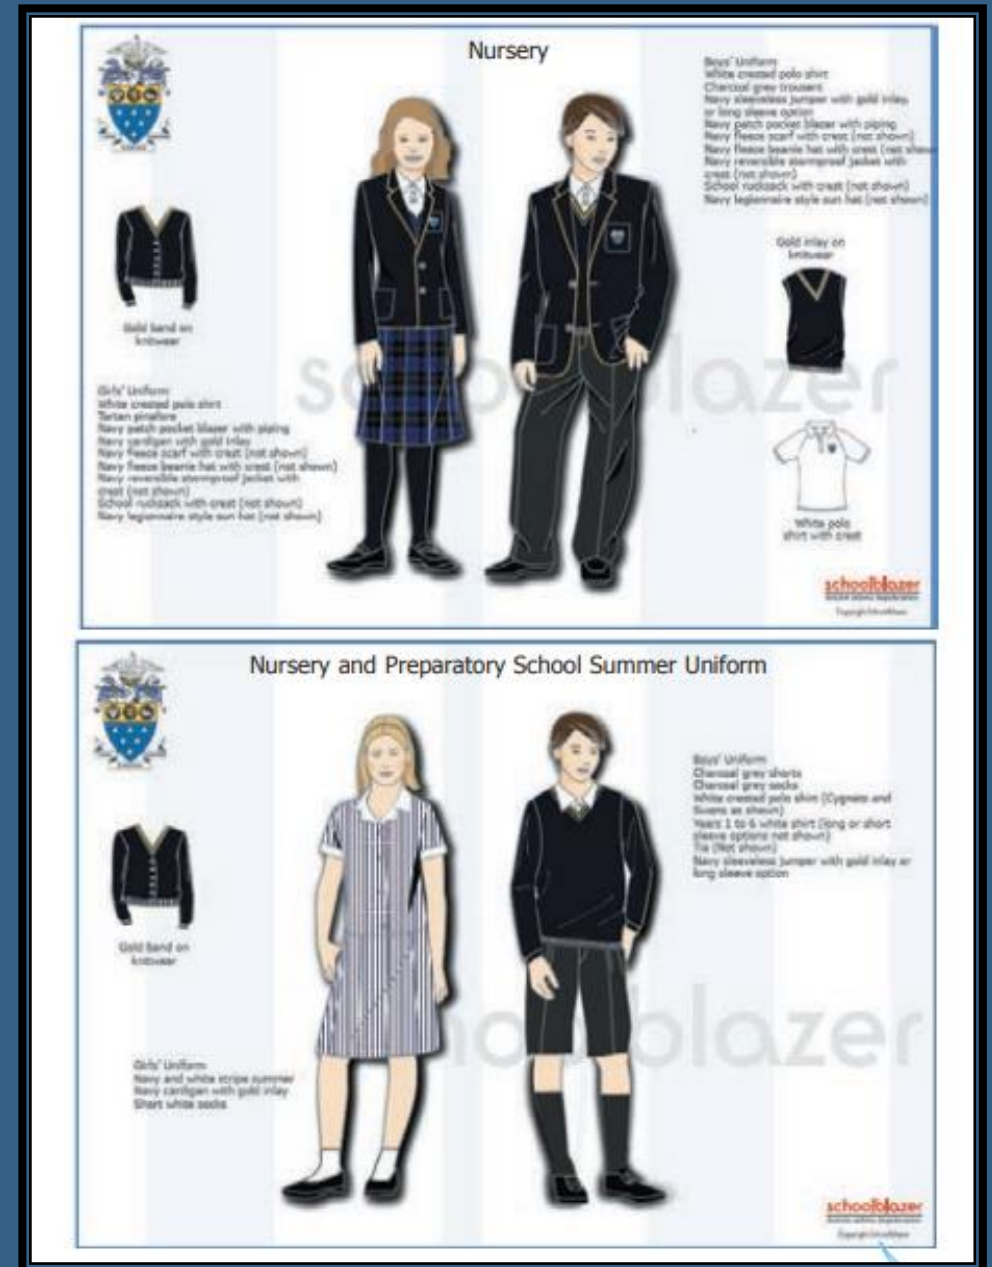 Nursery
Boys' Uniform
White crested polo shirt
Charcoal grey trousers
Navy sleeveless jumper with gold inlay,
or long sleeve option
Navy patch pocket blazer with piping
Navy fleece scarf with crest (not shown)
Navy fleece beanie hat with crest (not shown
Navy reversible stormproof jacket with
crest (not shown)
School rucksack with crest (not shown)
Navy legionnaire style sun hat (not shown)
Gold inlay on
knitwear
Gold band on
knitwear
Girls' Uniform
White crested polo shirt
Tartan pinafore
Navy patch pocket blazer with piping
Navy cardigan with gold inlay
Navy fleece scarf with crest (not shown)
Navy fleece beanie hat with crest (not shown)
Navy reversible stormproof jacket with
crest (not shown)
School rucksack with crest (not shown)
Navy legionnaire style sun hat (not shown)
White polo
shirt with crest
schoolblazer
Nursery and Preparatory School Summer Uniform
Boys' Uniform
Charcoal grey shorts
Charcoal grey socks
White crested polo shirt (Cygnets and
Swans as shown)
Years 1 to 6 white shirt (long or short
sleeve options not shown)
Tie (Not shown)
Navy sleeveless jumper with gold inlay or
long sleeve option
Gold band on
knitwear
Girls' Uniform
Navy and white stripe summer
Navy cardigan with gold inlay
Short white socks
schoolblazer